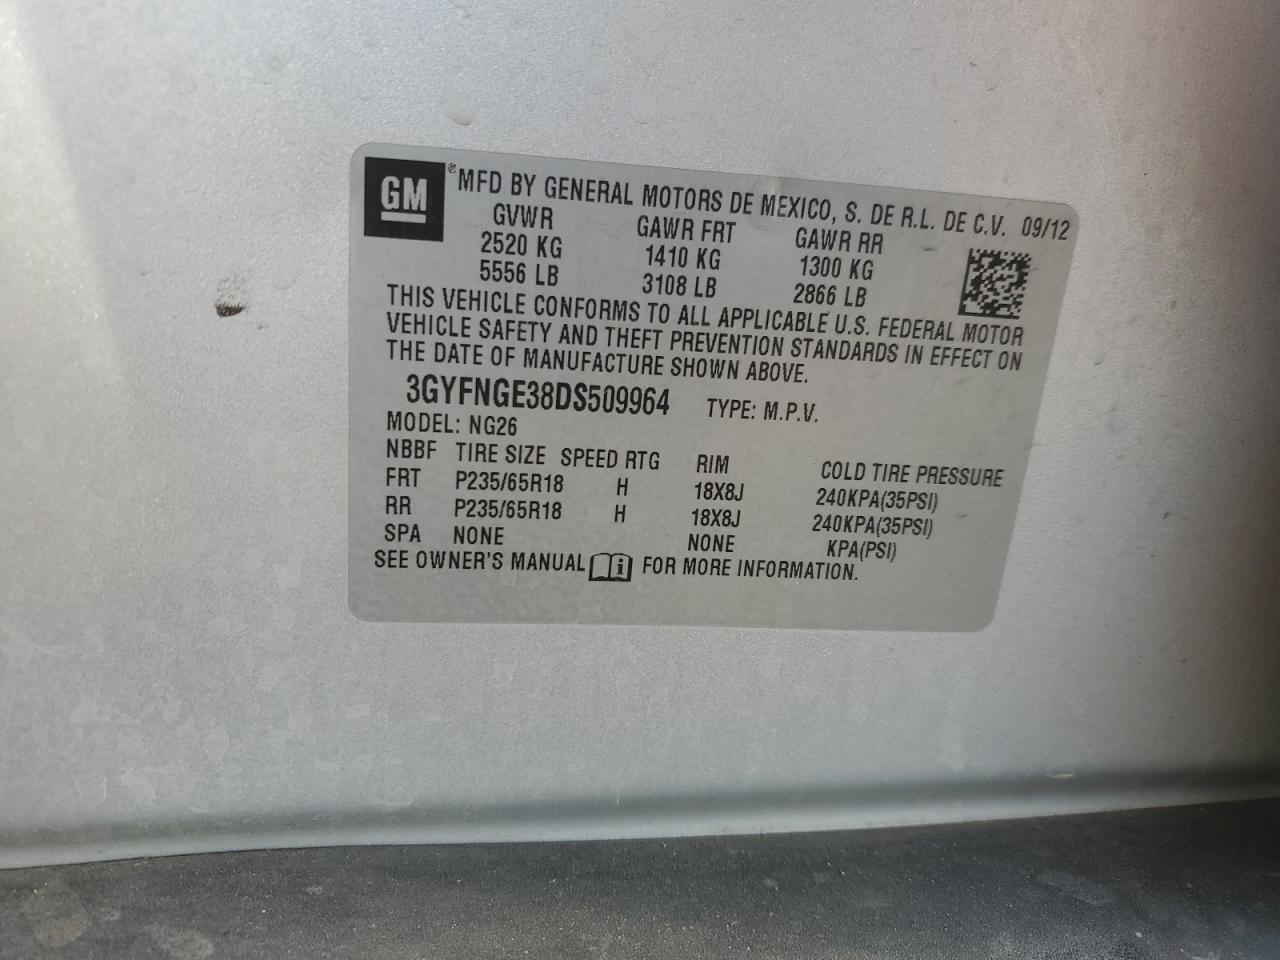 GM ® MFD BY GENERAL MOTORS DE MEXICO, S. DE R.L. DE C.V. 09/12
GVWR GAWR FRT GAWR RR
2520 KG 1410 KG 1300 KG
5556 LB 3108 LB 2866 LB
THIS VEHICLE CONFORMS TO ALL APPLICABLE U.S. FEDERAL MOTOR
VEHICLE SAFETY AND THEFT PREVENTION STANDARDS IN EFFECT ON
THE DATE OF MANUFACTURE SHOWN ABOVE.
3GYFNGE38DS509964 TYPE: M.P.V.
MODEL: NG26
NBBF TIRE SIZE SPEED RTG RIM COLD TIRE PRESSURE
FRT P235/65R18 H 18X8J 240KPA(35PSI)
RR P235/65R18 H 18X8J 240KPA(35PSI)
SPA NONE NONE KPA(PSI)
SEE OWNER'S MANUAL i FOR MORE INFORMATION.